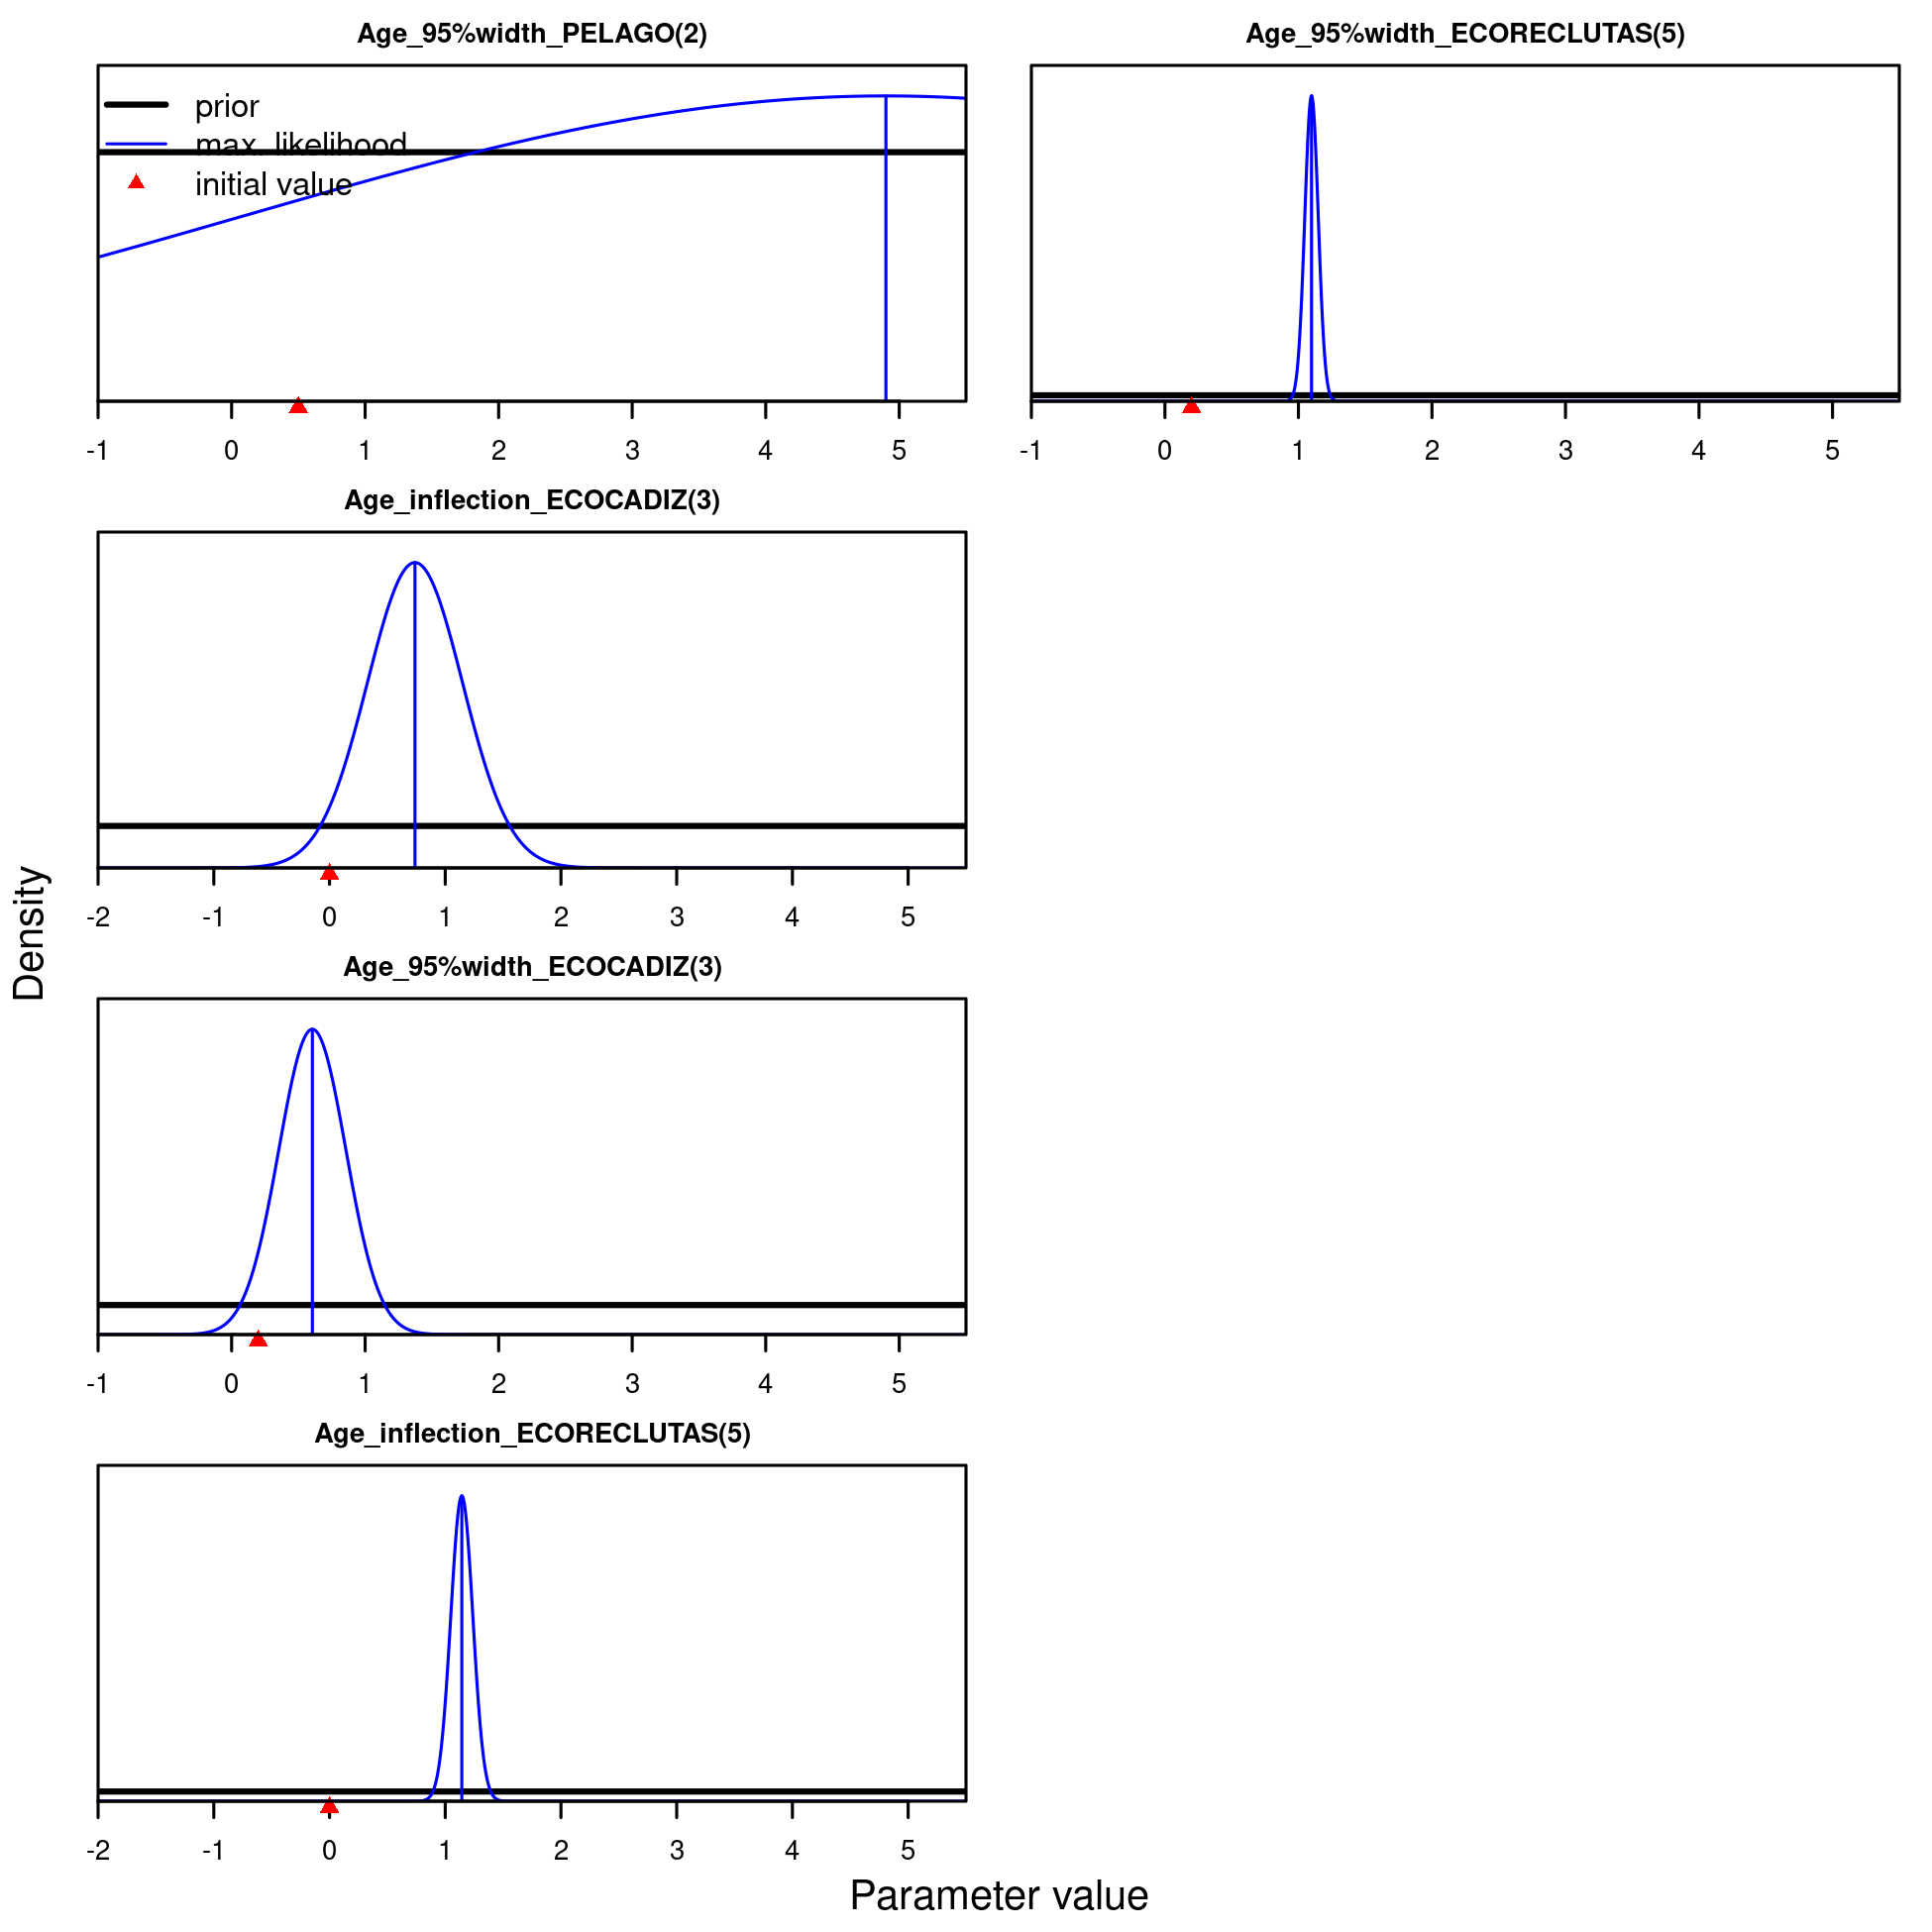 Age_95%width_PELAGO(2)
prior
max. likelihood
initial value
-1 0 1 2 3 4 5
Age_95%width_ECORECLUTAS(5)
-1 0 1 2 3 4 5
Age_inflection_ECOCADIZ(3)
-2 -1 0 1 2 3 4 5
Age_95%width_ECOCADIZ(3)
-1 0 1 2 3 4 5
Age_inflection_ECORECLUTAS(5)
-2 -1 0 1 2 3 4 5
Density
Parameter value